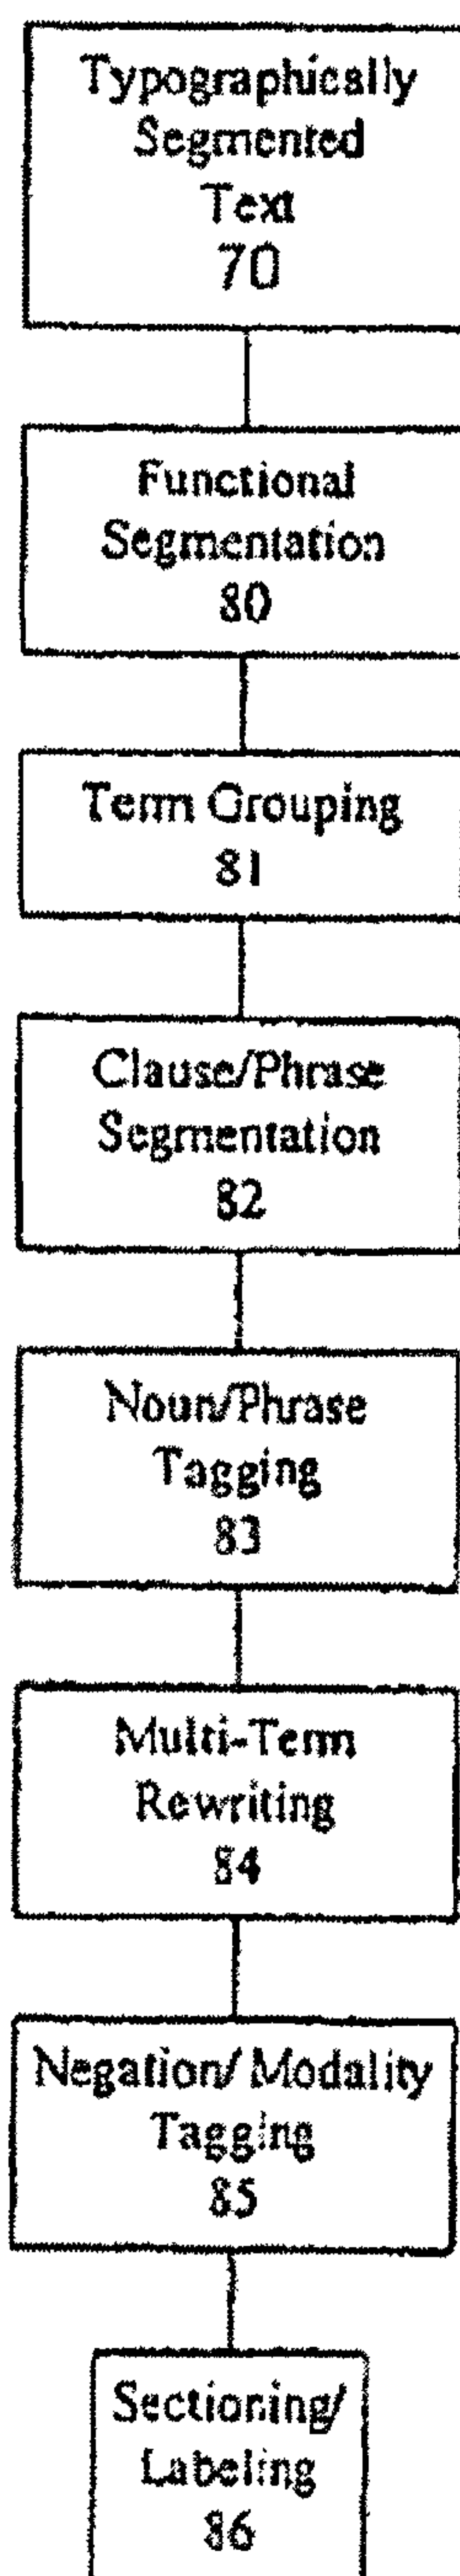 Typographically
Segmented
Text
70
Functional
Segmentation
80
Term Grouping
81
Clause/Phrase
Segmentation
82
Noun/Phrase
Tagging
83
Multi-Term
Rewriting
84
Negation/ Modality
Tagging
85
Sectioning/
Labeling
86